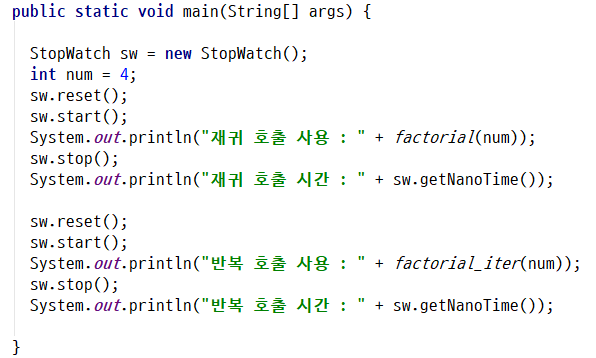 public static void main(String[] args) {
StopWatch sw = new StopWatch();
int num = 4;
sw.reset();
sw.start();
System.out.println("재귀 호출 사용 : " + factorial(num));
sw.stop();
System.out.println("재귀 호출 시간 : " + sw.getNanoTime());
sw.reset();
sw.start();
System.out.println("반복 호출 사용 : " + factorial_iter(num));
sw.stop();
System.out.println("반복 호출 시간 : " + sw.getNanoTime());
}